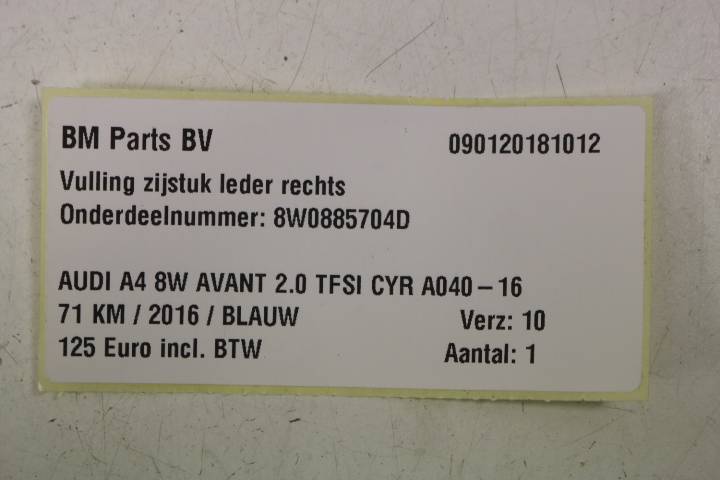 BM Parts BV 090120181012
Vulling zijstuk leder rechts
Onderdeelnummer: 8W0885704D
AUDI A4 8W AVANT 2.0 TFSI CYR A040-16
71 KM / 2016 / BLAUW Verz: 10
125 Euro incl. BTW Aantal: 1